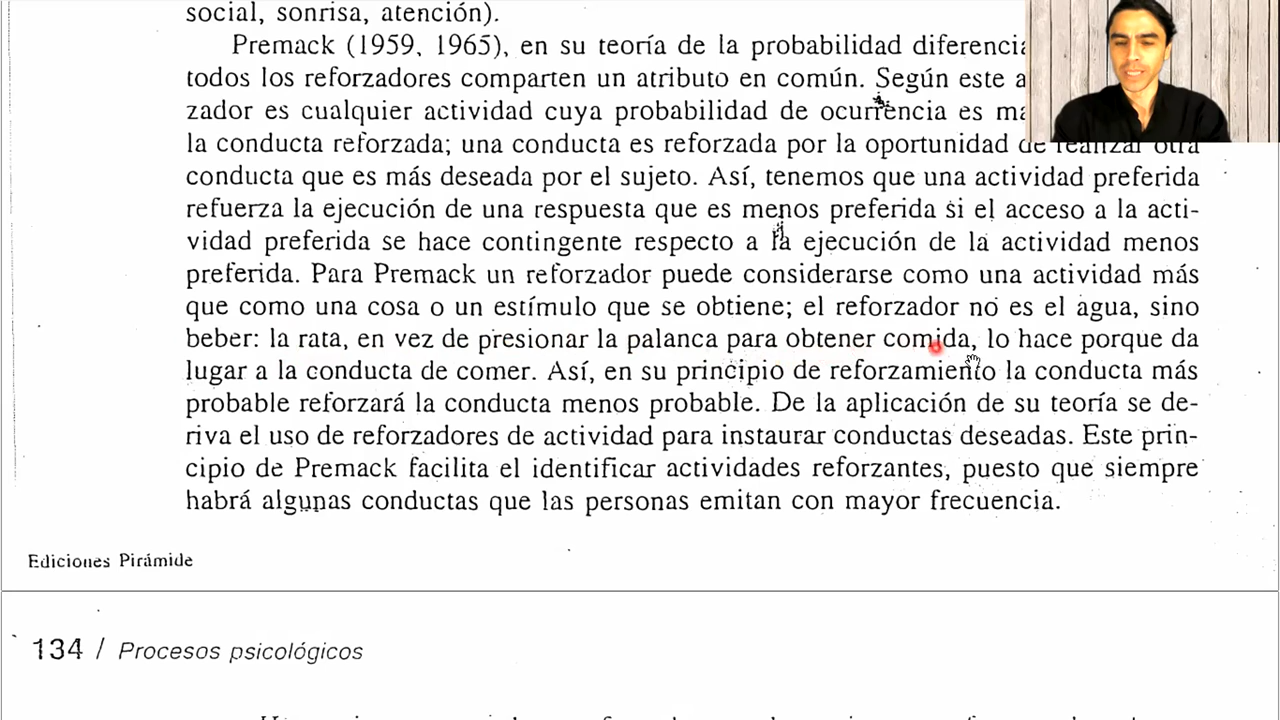 social, sonrisa, atención).
Premack (1959, 1965), en su teoría de la probabilidad
todos los reforzadores comparten un atributo en común. Según este
zador es cualquier actividad cuya probabilidad de ocurrencia es
la conducta reforzada; una conducta es reforzada por la oportunidad de realizar otra
conducta que es más deseada por el sujeto. Así, tenemos que una actividad preferida
refuerza la ejecución de una respuesta que es menos preferida si el acceso a la acti-
vidad preferida se hace contingente respecto a la ejecución de la actividad menos
preferida. Para Premack un reforzador puede considerarse como una actividad más
que como una cosa o un estímulo que se obtiene; el reforzador no es el agua, sino
beber: la rata, en vez de presionar la palanca para obtener comida, lo hace porque da
lugar a la conducta de comer. Así, en su principio de reforzamiento la conducta más
probable reforzará la conducta menos probable. De la aplicación de su teoría se de-
riva el uso de reforzadores de actividad para instaurar conductas deseadas. Este prin-
cipio de Premack facilita el identificar actividades reforzantes, puesto que siempre
habrá algunas conductas que las personas emitan con mayor frecuencia.
Ediciones Pirámide
134 / Procesos psicológicos